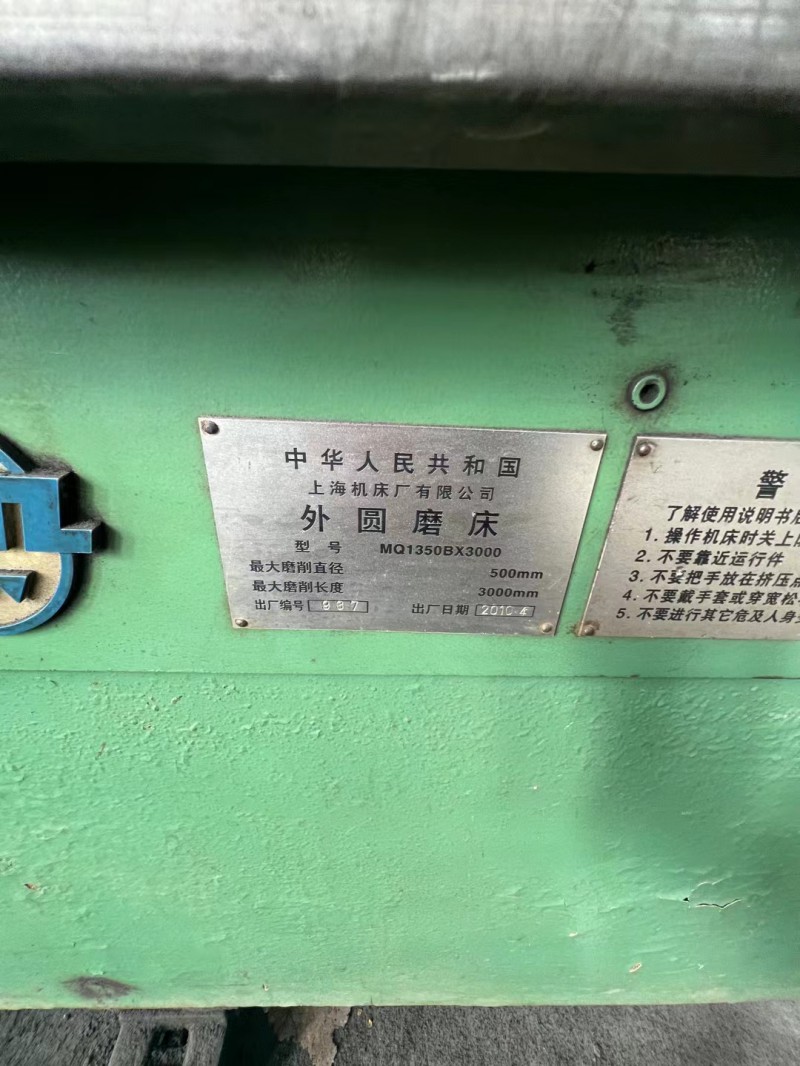 中华人民共和国
上海机床厂有限公司
外圆磨床
型号 MQ1350BX3000
最大磨削直径 500mm
最大磨削长度 3000mm
出厂编号 987 出厂日期 2010.4
警
了解使用说明书后
1. 操作机床时关上
2. 不要靠近运行件
3. 不要把手放在挤压点
4. 不要戴手套或穿宽松
5. 不要进行其它危及人身